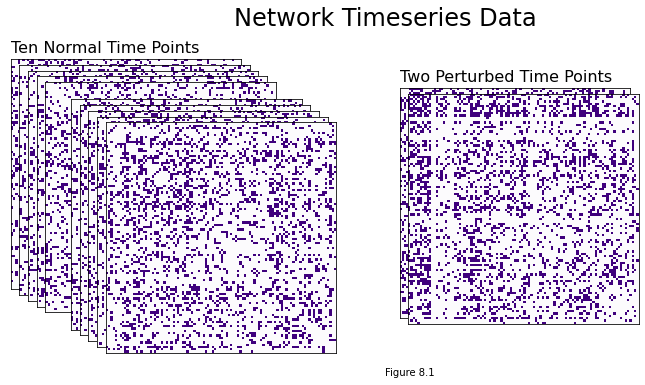 Network Timeseries Data
Ten Normal Time Points
Two Perturbed Time Points
Figure 8.1